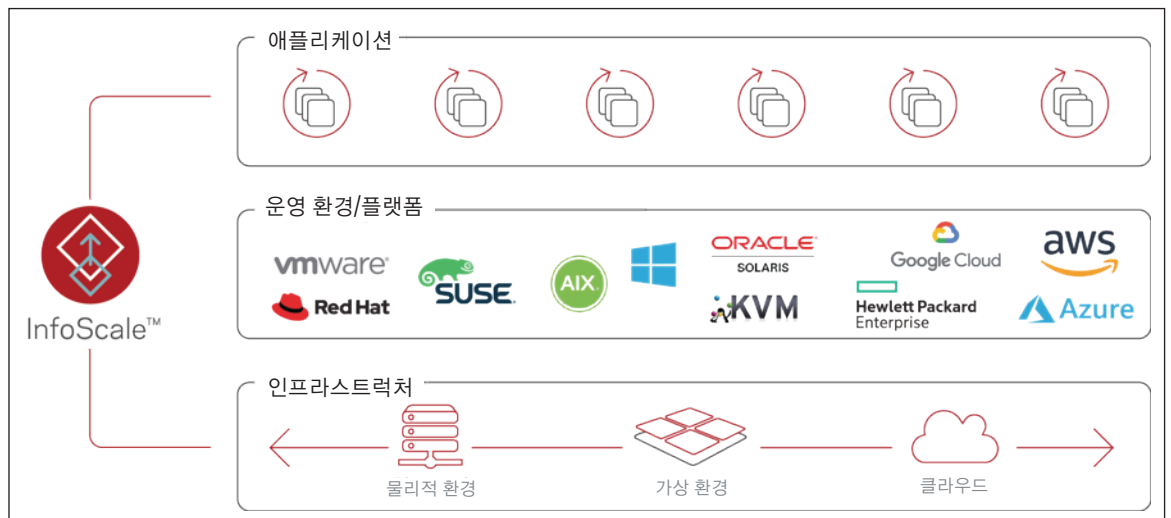 애플리케이션
운영 환경/플랫폼
vmware®
SUSE.
AIX.
ORACLE®
SOLARIS
Google Cloud
aws
Red Hat
KVM
Hewlett Packard
Enterprise
Azure
InfoScale™
인프라스트럭처
물리적 환경
가상 환경
클라우드